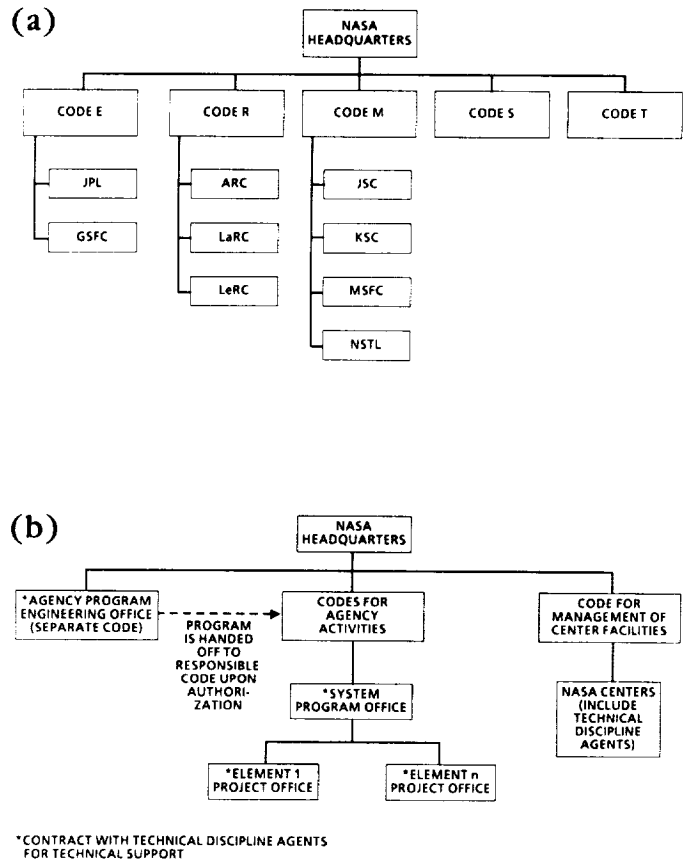 (a)
NASA
HEADQUARTERS
CODE E
CODE R
CODE M
CODE S
CODE T
JPL
ARC
JSC
GSFC
LaRC
KSC
LeRC
MSFC
NSTL
(b)
NASA
HEADQUARTERS
*AGENCY PROGRAM
ENGINEERING OFFICE
(SEPARATE CODE)
PROGRAM
IS HANDED
OFF TO
RESPONSIBLE
CODE UPON
AUTHORI-
ZATION
CODES FOR
AGENCY
ACTIVITIES
CODE FOR
MANAGEMENT OF
CENTER FACILITIES
*SYSTEM
PROGRAM OFFICE
NASA CENTERS
(INCLUDE
TECHNICAL
DISCIPLINE
AGENTS)
*ELEMENT 1
PROJECT OFFICE
*ELEMENT n
PROJECT OFFICE
*CONTRACT WITH TECHNICAL DISCIPLINE AGENTS
FOR TECHNICAL SUPPORT